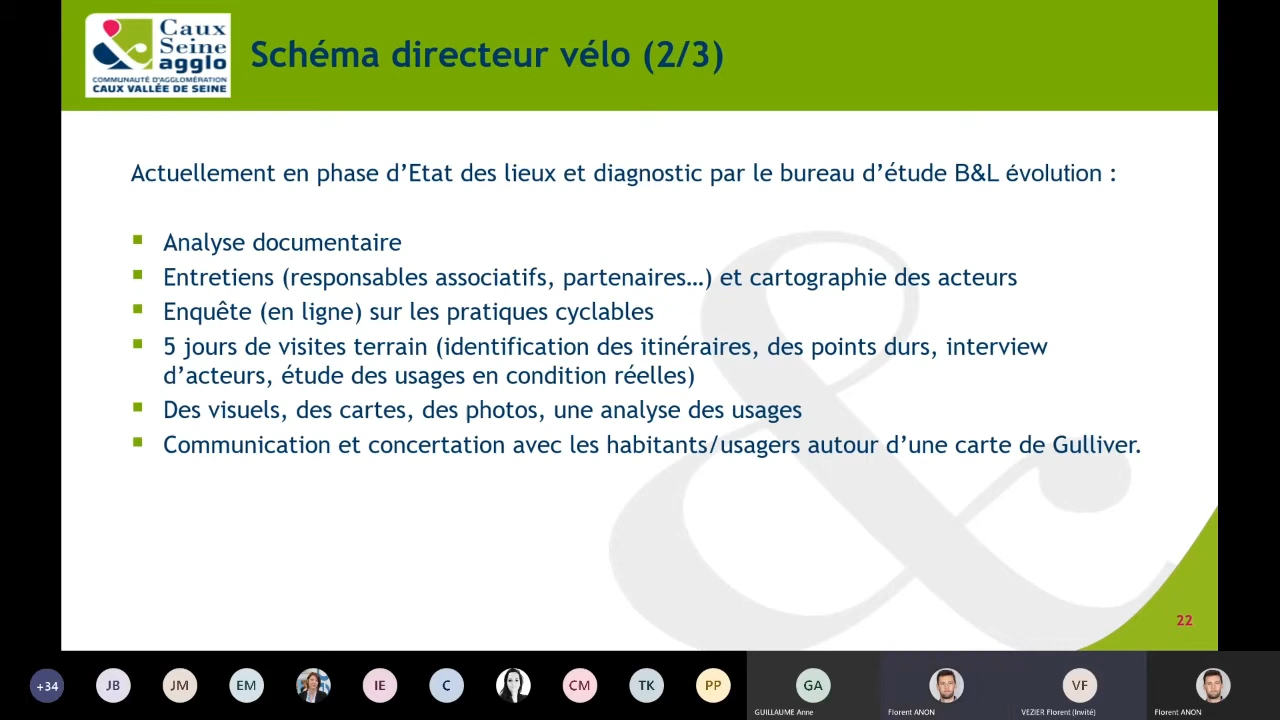 Caux
Seine
agglo
COMMUNAUTÉ D'AGGLOMÉRATION
CAUX VALLÉE DE SEINE
Schéma directeur vélo (2/3)
Actuellement en phase d’Etat des lieux et diagnostic par le bureau d’étude B&L évolution :
Analyse documentaire
Entretiens (responsables associatifs, partenaires…) et cartographie des acteurs
Enquête (en ligne) sur les pratiques cyclables
5 jours de visites terrain (identification des itinéraires, des points durs, interview
d’acteurs, étude des usages en condition réelles)
Des visuels, des cartes, des photos, une analyse des usages
Communication et concertation avec les habitants/usagers autour d’une carte de Gulliver.
22
+34 JB JM EM IE C CM TK PP GA VF
GUILLAUME Anne Florent ANON VEZIER Florent (Invité) Florent ANON